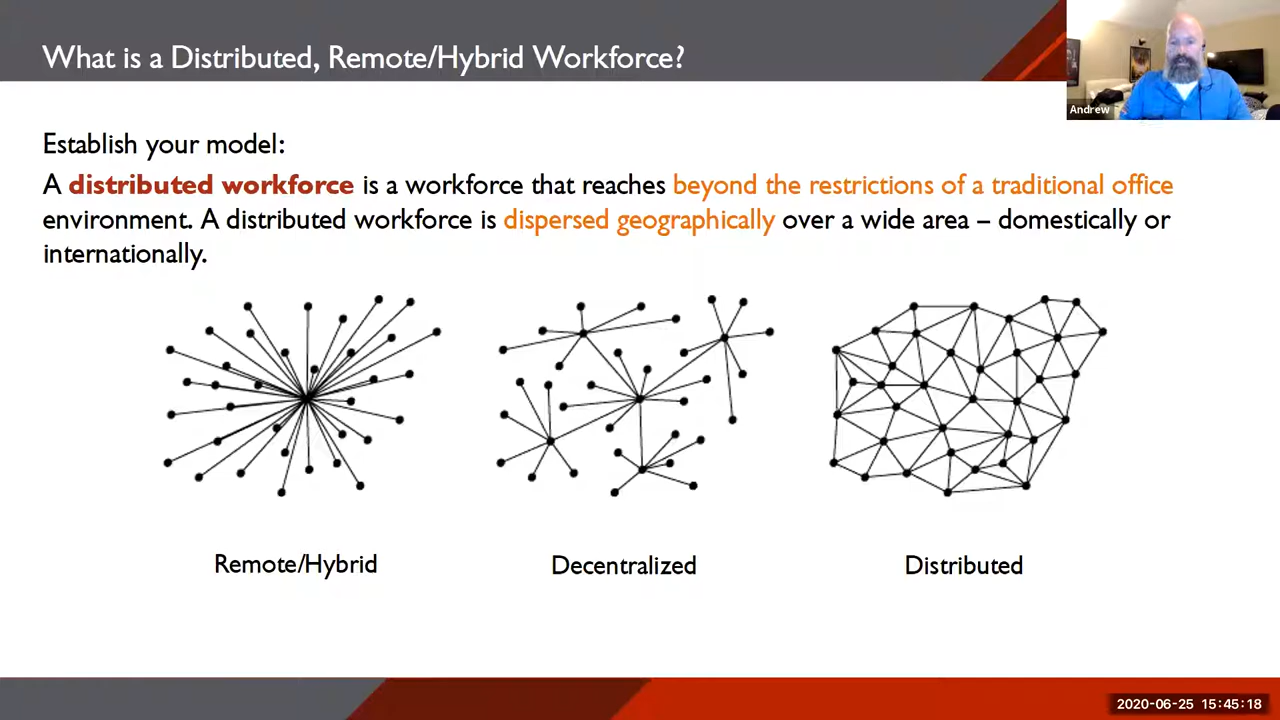 What is a Distributed, Remote/Hybrid Workforce?
Andrew
Establish your model:
A distributed workforce is a workforce that reaches beyond the restrictions of a traditional office
environment. A distributed workforce is dispersed geographically over a wide area – domestically or
internationally.
Remote/Hybrid
Decentralized
Distributed
2020-06-25 15:45:18